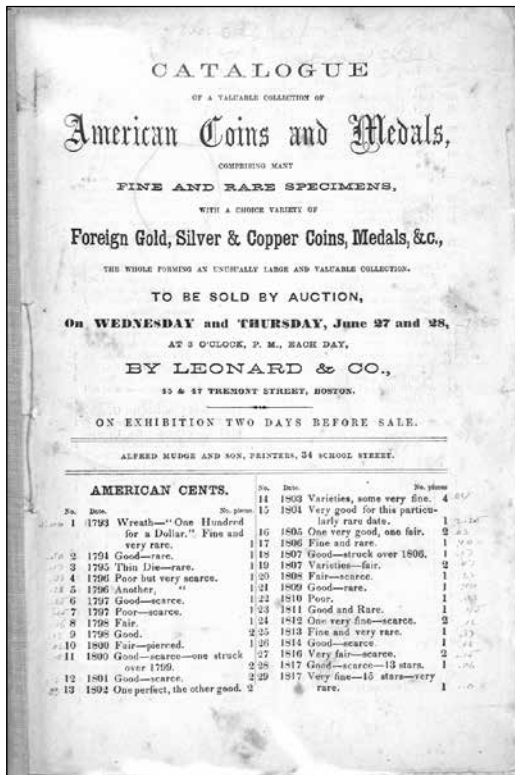 CATALOGUE
OF A VALUABLE COLLECTION OF
American Coins and Medals,
COMPRISING MANY
FINE AND RARE SPECIMENS,
WITH A CHOICE VARIETY OF
Foreign Gold, Silver & Copper Coins, Medals, &c.,
THE WHOLE FORMING AN UNUSUALLY LARGE AND VALUABLE COLLECTION.
TO BE SOLD BY AUCTION,
On WEDNESDAY and THURSDAY, June 27 and 28,
AT 3 O'CLOCK, P. M., EACH DAY,
BY LEONARD & CO.,
45 & 47 TREMONT STREET, BOSTON.
ON EXHIBITION TWO DAYS BEFORE SALE.
ALFRED MUDGE AND SON, PRINTERS, 34 SCHOOL STREET.
AMERICAN CENTS.
No. Date. No. pieces.
1 1793 Wreath—"One Hundred
for a Dollar." Fine and
very rare. 1
2 1794 Good—rare. 1
3 1795 Thin Die—rare. 1
4 1796 Poor but very scarce. 1
5 1796 Another, " 1
6 1797 Good—scarce. 1
7 1797 Poor—scarce. 1
8 1798 Fair. 1
9 1798 Good. 2
10 1800 Fair—pierced. 1
11 1800 Good—scarce—one struck
over 1799. 2
12 1801 Good—scarce. 2
13 1802 One perfect, the other good. 2
No. Date. No. pieces
14 1803 Varieties, some very fine. 4
15 1804 Very good for this particu-
larly rare date. 1
16 1805 One very good, one fair. 2
17 1806 Fine and rare. 1
18 1807 Good—struck over 1806. 1
19 1807 Varieties—fair. 2
20 1808 Fair—scarce. 1
21 1809 Good—rare. 1
22 1810 Poor. 1
23 1811 Good and Rare. 1
24 1812 One very fine—scarce. 2
25 1813 Fine and very rare. 1
26 1814 Good—scarce 1
27 1816 Very fair—scarce. 2
28 1817 Good—scarce—13 stars. 1
29 1817 Very fine—15 stars—very
rare. 1